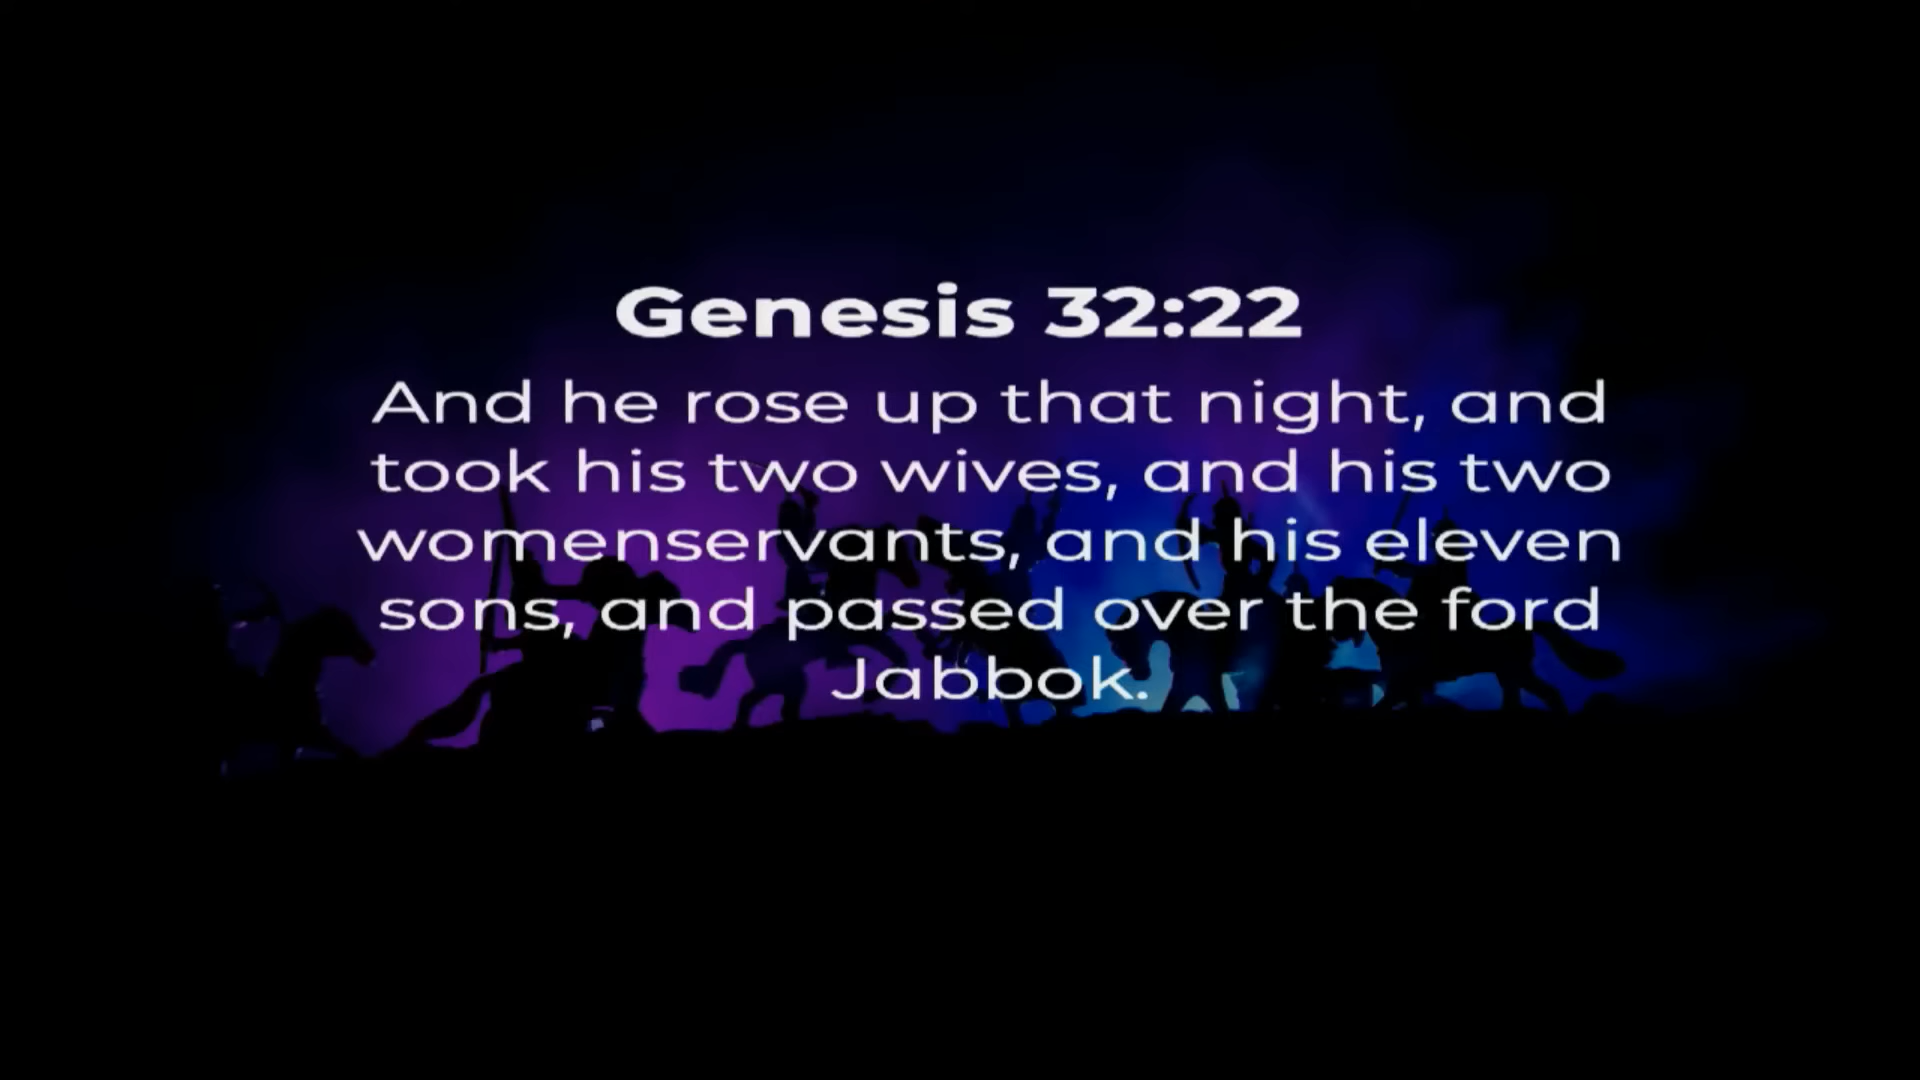 Genesis 32:22
And he rose up that night, and
took his two wives, and his two
womenservants, and his eleven
sons, and passed over the ford
Jabbok.